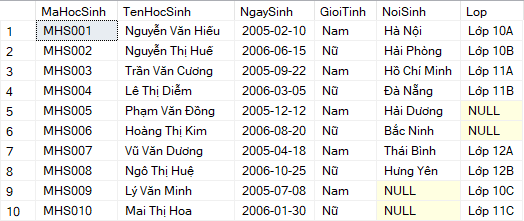 MaHocSinh TenHocSinh NgaySinh GioiTinh NoiSinh Lop
1 MHS001 Nguyễn Văn Hiếu 2005-02-10 Nam Hà Nội Lớp 10A
2 MHS002 Nguyễn Thị Huế 2006-06-15 Nữ Hải Phòng Lớp 10B
3 MHS003 Trần Văn Cương 2005-09-22 Nam Hồ Chí Minh Lớp 11A
4 MHS004 Lê Thị Diễm 2006-03-05 Nữ Đà Nẵng Lớp 11B
5 MHS005 Phạm Văn Đồng 2005-12-12 Nam Hải Dương NULL
6 MHS006 Hoàng Thị Kim 2006-08-20 Nữ Bắc Ninh NULL
7 MHS007 Vũ Văn Dương 2005-04-18 Nam Thái Bình Lớp 12A
8 MHS008 Ngô Thị Huệ 2006-10-25 Nữ Hưng Yên Lớp 12B
9 MHS009 Lý Văn Minh 2005-07-08 Nam NULL Lớp 10C
10 MHS010 Mai Thị Hoa 2006-01-30 Nữ NULL Lớp 11C